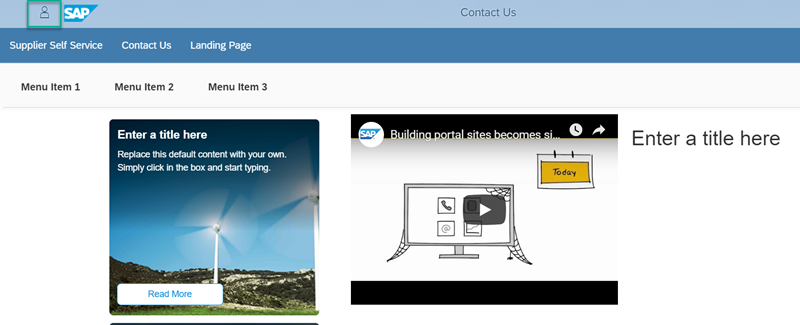 SAP
Contact Us
Supplier Self Service
Contact Us
Landing Page
Menu Item 1
Menu Item 2
Menu Item 3
Enter a title here
Replace this default content with your own.
Simply click in the box and start typing.
Read More
SAP
Building portal sites becomes si...
Today
@
Enter a title here